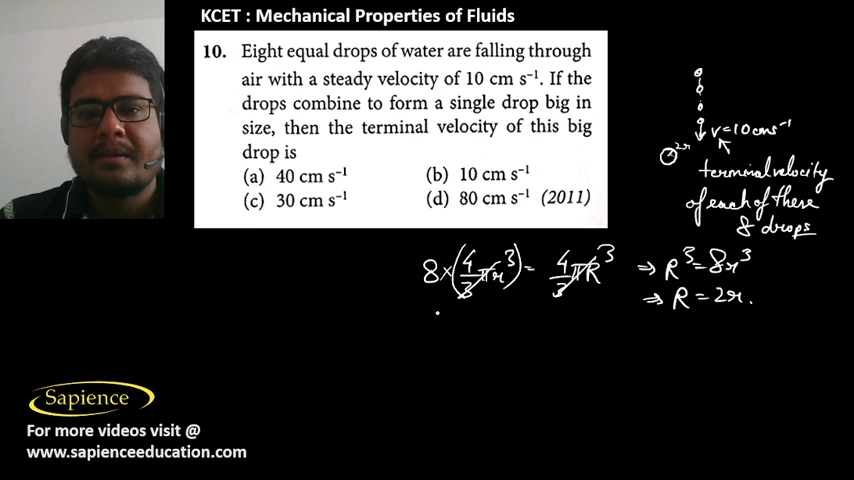 KCET : Mechanical Properties of Fluids
10. Eight equal drops of water are falling through
air with a steady velocity of 10 cm s⁻¹. If the
drops combine to form a single drop big in
size, then the terminal velocity of this big
drop is
(a) 40 cm s⁻¹ (b) 10 cm s⁻¹
(c) 30 cm s⁻¹ (d) 80 cm s⁻¹ (2011)
v=10cms⁻¹
terminal velocity
of each of these
8 drops
8×(4/3 πr³) = 4/3 πR³ ⇒ R³=8r³
⇒ R = 2r.
Sapience
For more videos visit @
www.sapienceeducation.com